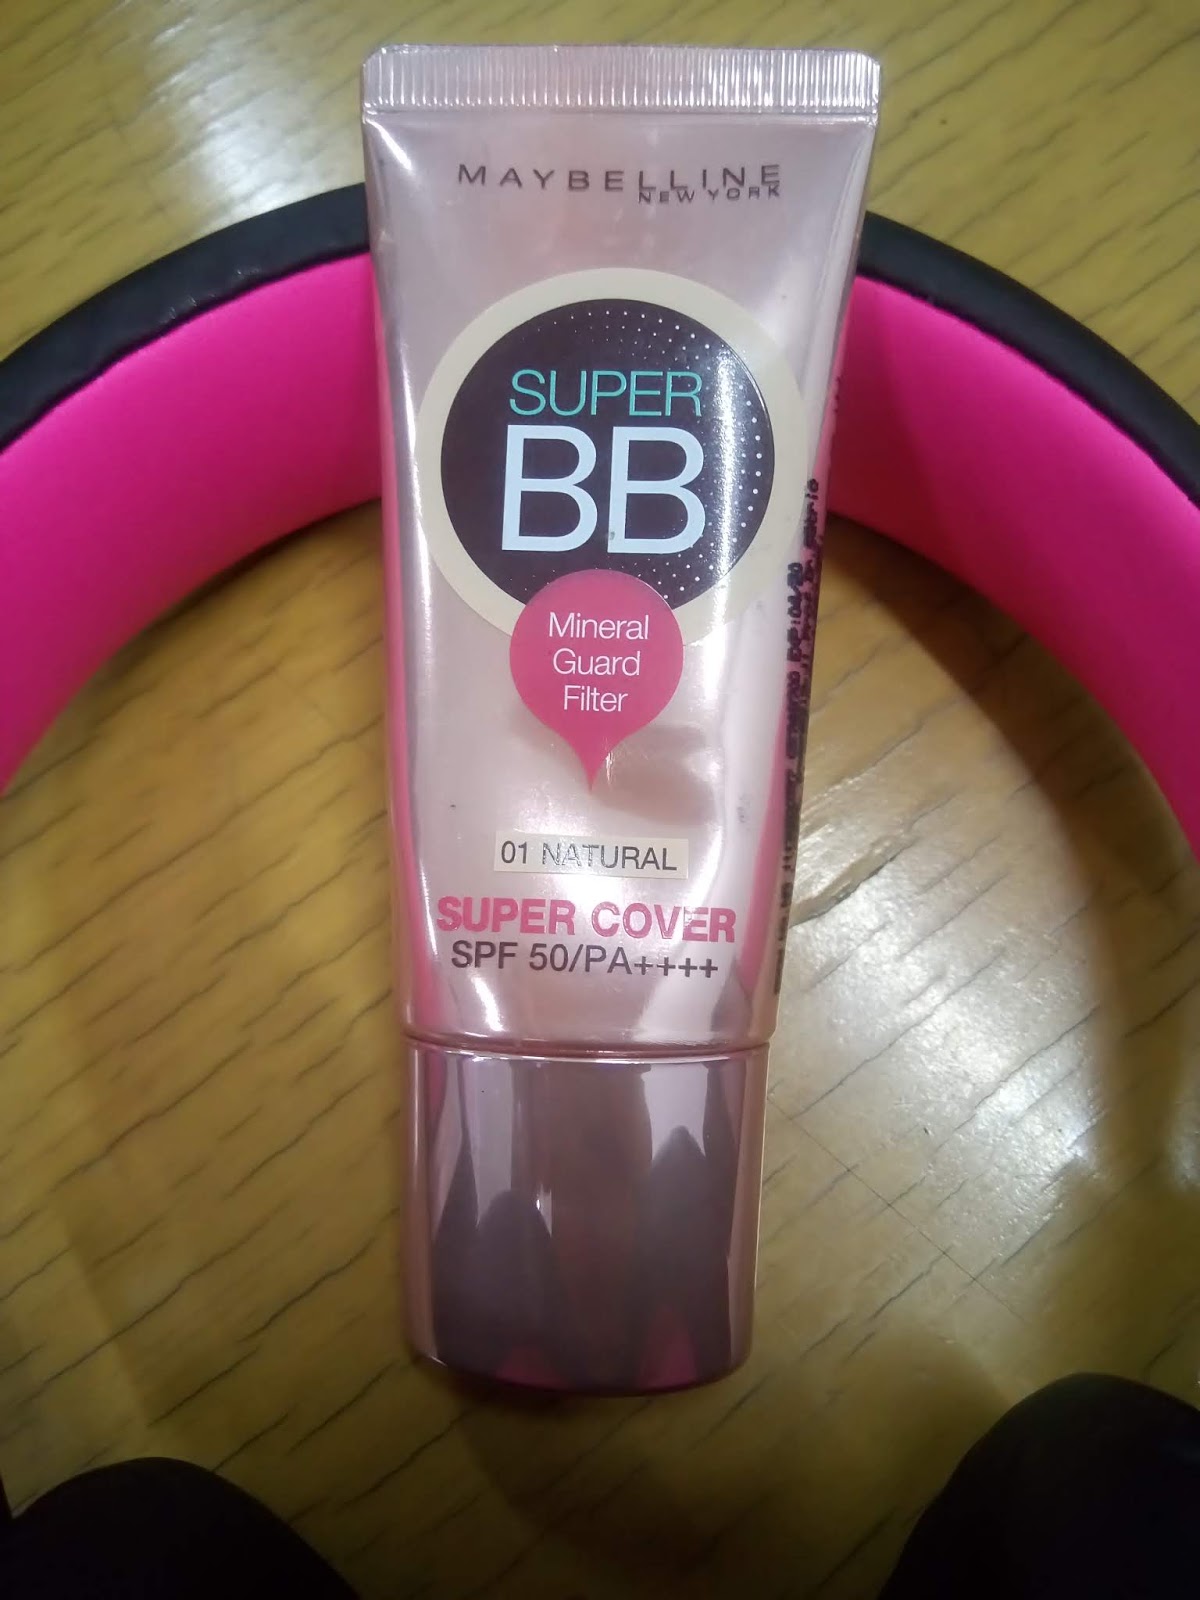 MAYBELLINE
NEW YORK
SUPER
BB
Mineral
Guard
Filter
01 NATURAL
SUPER COVER
SPF 50/PA++++